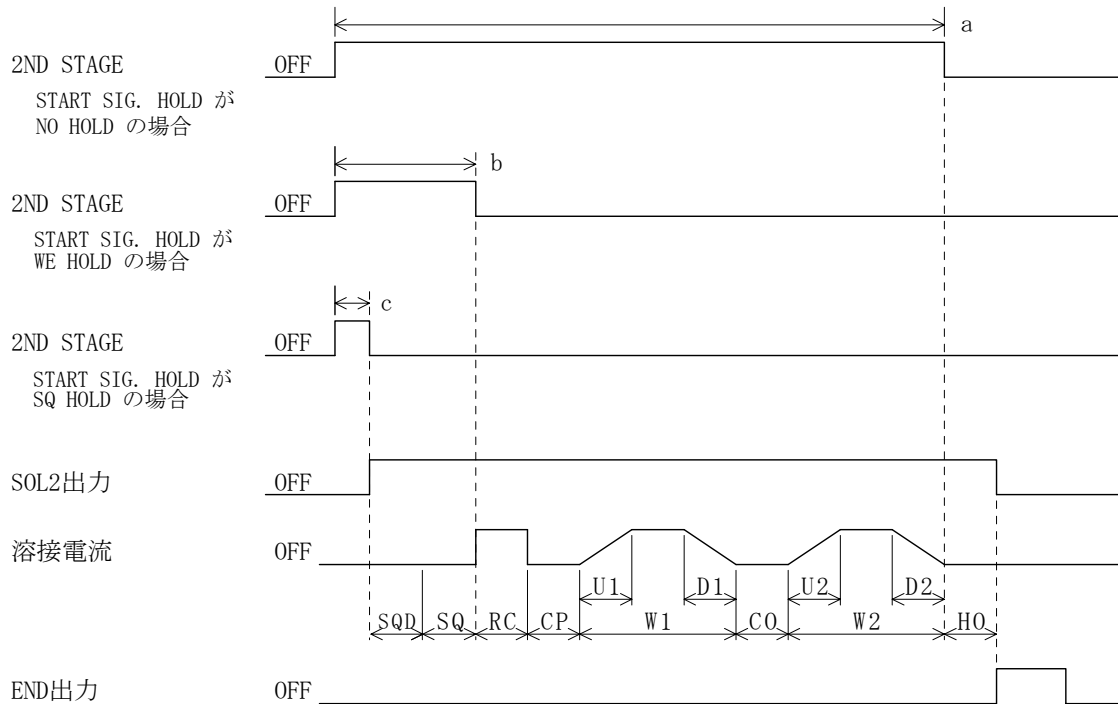 a
2ND STAGE OFF
START SIG. HOLD が
NO HOLD の場合
b
2ND STAGE OFF
START SIG. HOLD が
WE HOLD の場合
c
2ND STAGE OFF
START SIG. HOLD が
SQ HOLD の場合
SOL2出力 OFF
溶接電流 OFF
U1 D1 U2 D2
SQD SQ RC CP W1 CO W2 HO
END出力 OFF